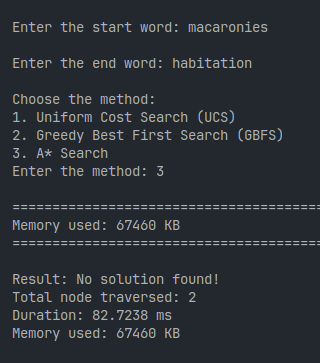 Enter the start word: macaronies
Enter the end word: habitation
Choose the method:
1. Uniform Cost Search (UCS)
2. Greedy Best First Search (GBFS)
3. A* Search
Enter the method: 3
=======================================
Memory used: 67460 KB
=======================================
Result: No solution found!
Total node traversed: 2
Duration: 82.7238 ms
Memory used: 67460 KB